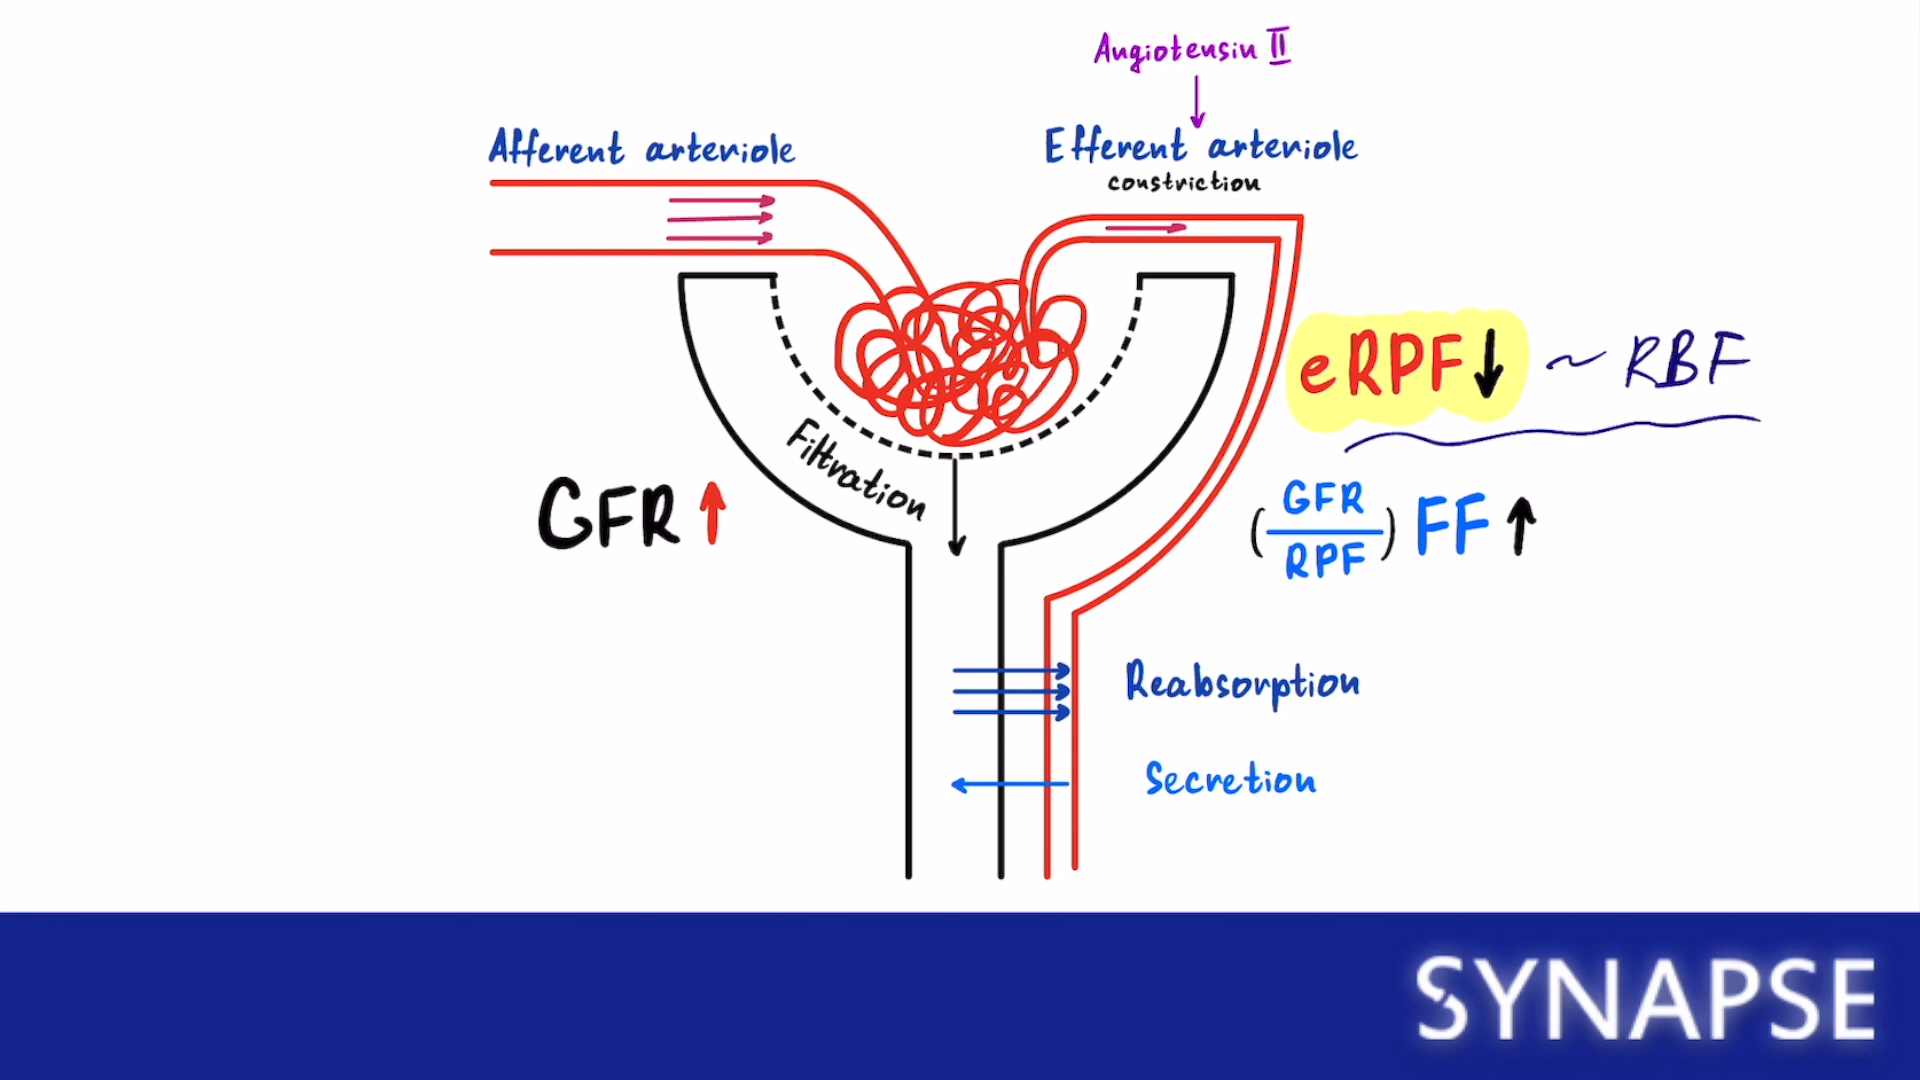 Angiotensin II
Afferent arteriole
Efferent arteriole
constriction
eRPF↓ ~ RBF
Filtration
GFR↑
(GFR/RPF) FF↑
Reabsorption
Secretion
SYNAPSE